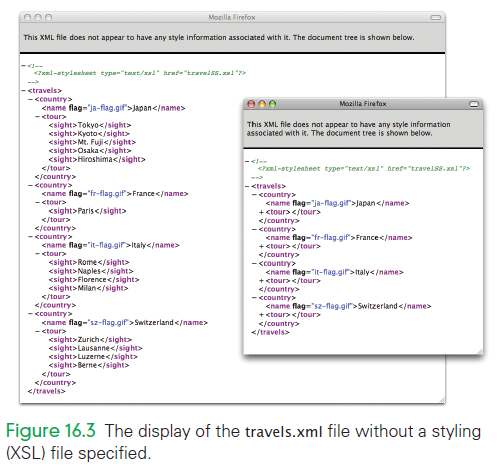 Mozilla Firefox
This XML file does not appear to have any style information associated with it. The document tree is shown below.
− <!--
<?xml-stylesheet type="text/xsl" href="travelSS.xsl"?>
-->
− <travels>
− <country>
<name flag="ja-flag.gif">Japan</name>
− <tour>
<sight>Tokyo</sight>
<sight>Kyoto</sight>
<sight>Mt. Fuji</sight>
<sight>Osaka</sight>
<sight>Hiroshima</sight>
</tour>
</country>
− <country>
<name flag="fr-flag.gif">France</name>
− <tour>
<sight>Paris</sight>
</tour>
</country>
− <country>
<name flag="it-flag.gif">Italy</name>
− <tour>
<sight>Rome</sight>
<sight>Naples</sight>
<sight>Florence</sight>
<sight>Milan</sight>
</tour>
</country>
− <country>
<name flag="sz-flag.gif">Switzerland</name>
− <tour>
<sight>Zurich</sight>
<sight>Lausanne</sight>
<sight>Luzerne</sight>
<sight>Berne</sight>
</tour>
</country>
</travels>
Mozilla Firefox
This XML file does not appear to have any style information
associated with it. The document tree is shown below.
− <!--
<?xml-stylesheet type="text/xsl" href="travelSS.xsl"?>
-->
− <travels>
− <country>
<name flag="ja-flag.gif">Japan</name>
+ <tour></tour>
</country>
− <country>
<name flag="fr-flag.gif">France</name>
+ <tour></tour>
</country>
− <country>
<name flag="it-flag.gif">Italy</name>
+ <tour></tour>
</country>
− <country>
<name flag="sz-flag.gif">Switzerland</name>
+ <tour></tour>
</country>
</travels>
Figure 16.3 The display of the travels.xml file without a styling
(XSL) file specified.